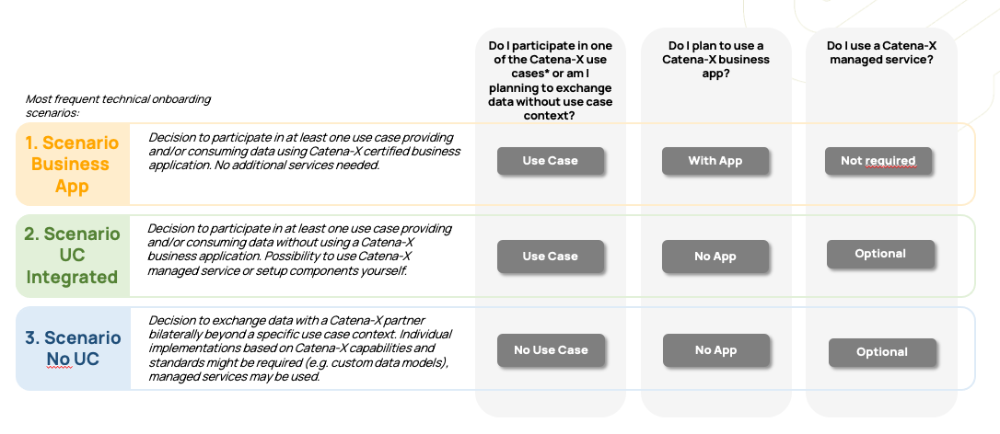 Do I participate in one
of the Catena-X use
cases* or am I
planning to exchange
data without use case
context?
Do I plan to use a
Catena-X business
app?
Do I use a Catena-X
managed service?
Most frequent technical onboarding
scenarios:
1. Scenario
Business
App
Decision to participate in at least one use case providing
and/or consuming data using Catena-X certified business
application. No additional services needed.
Use Case
With App
Not required
2. Scenario
UC
Integrated
Decision to participate in at least one use case providing
and/or consuming data without using a Catena-X
business application. Possibility to use Catena-X
managed service or setup components yourself.
Use Case
No App
Optional
3. Scenario
No UC
Decision to exchange data with a Catena-X partner
bilaterally beyond a specific use case context. Individual
implementations based on Catena-X capabilities and
standards might be required (e.g. custom data models),
managed services may be used.
No Use Case
No App
Optional